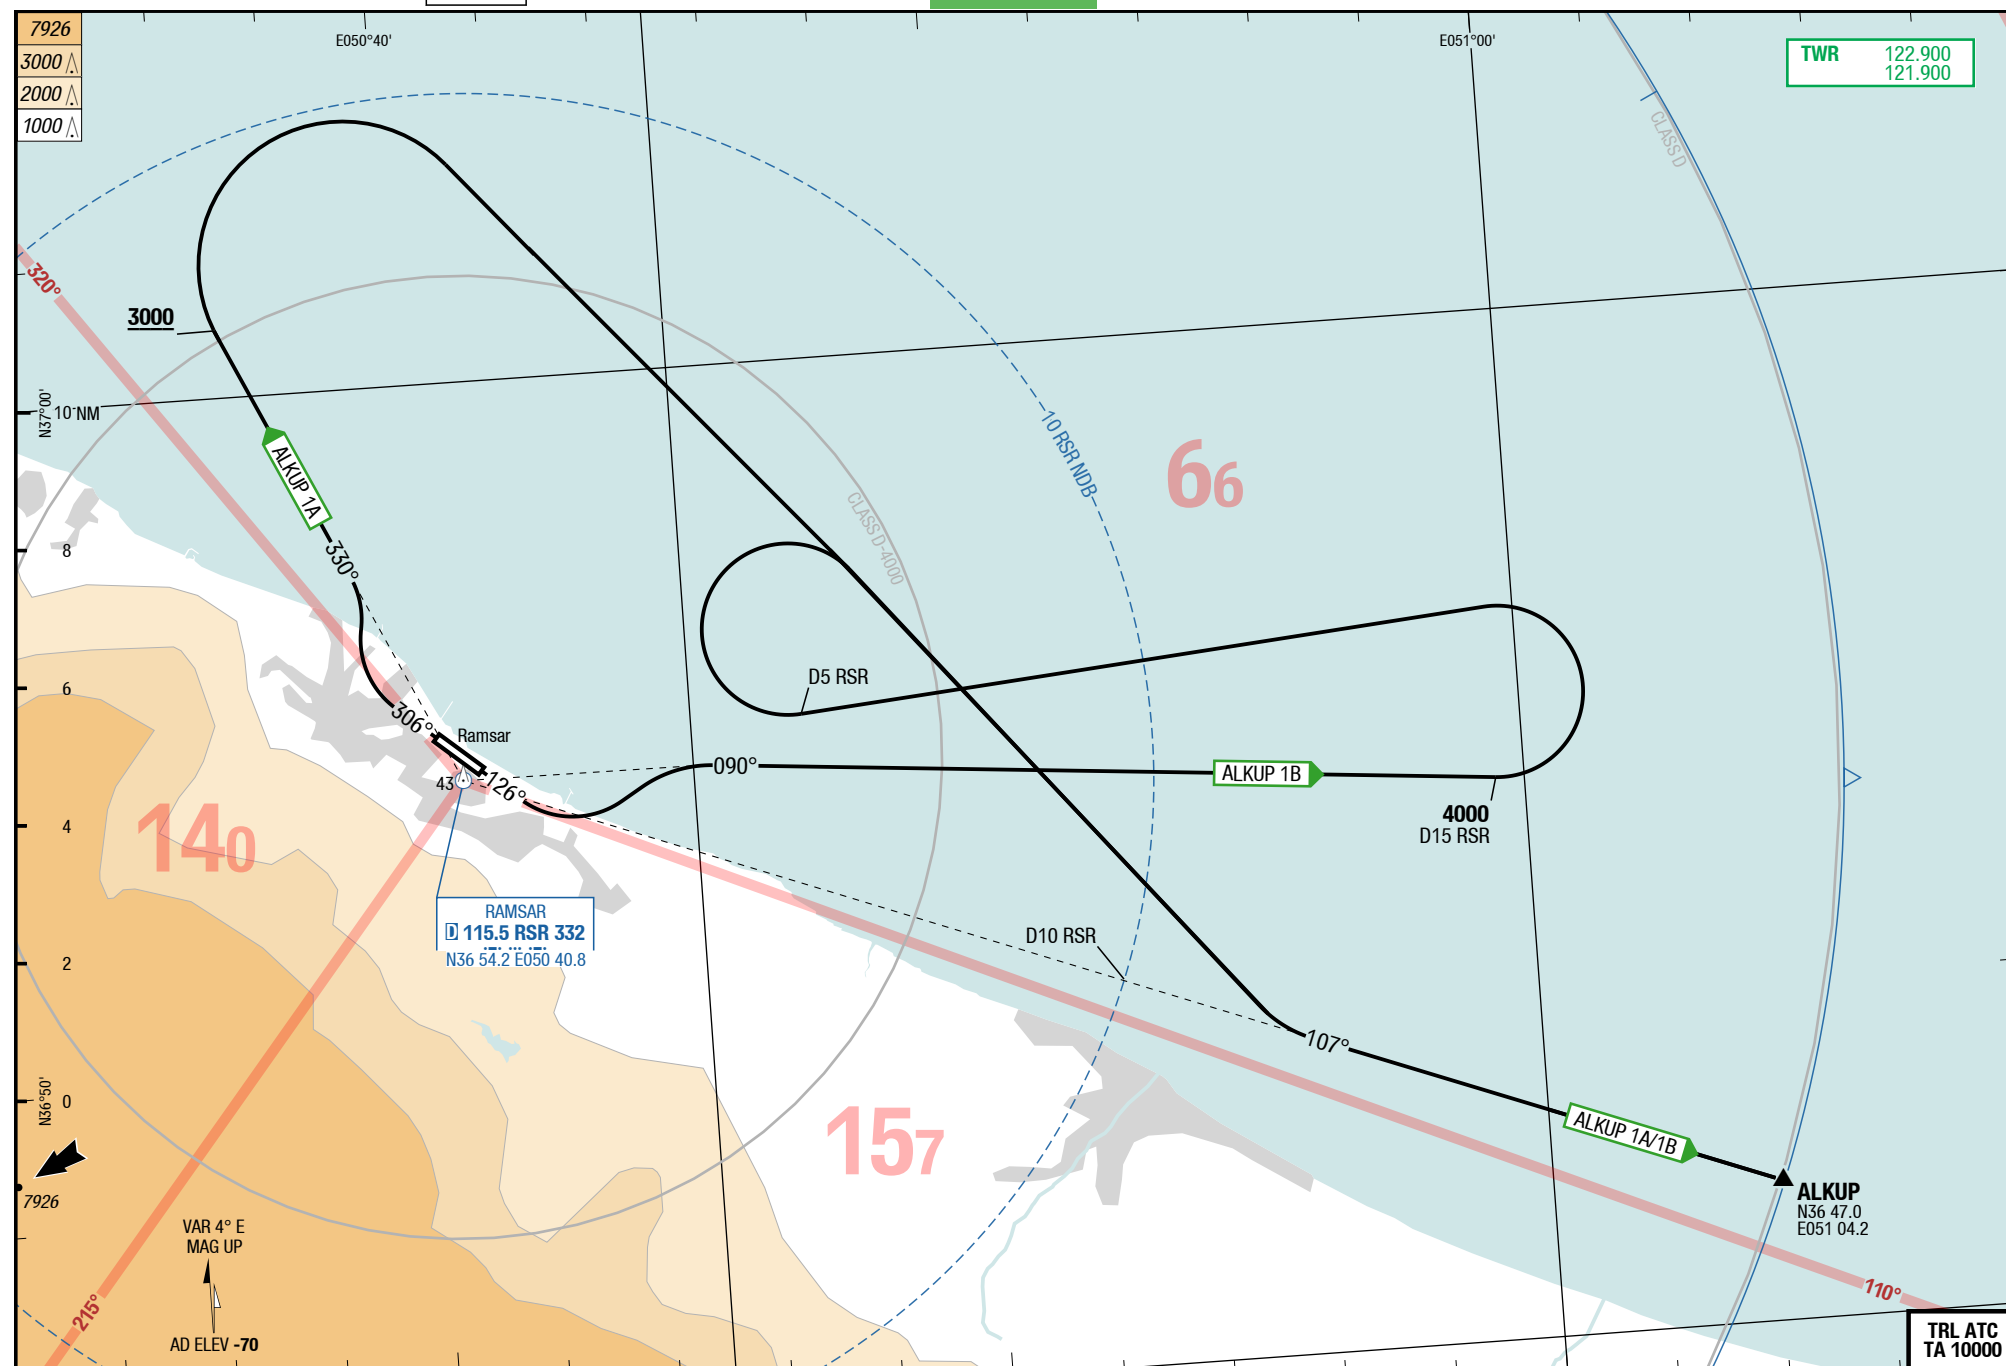 7926
3000
2000
1000
E050°40'
E051°00'
TWR 122.900
121.900
CLASS D
320°
3000
N37°00'
10 NM
ALKUP 1A
330°
10 RSR NDB
66
CLASS D-4000
8
6
D5 RSR
306°
Ramsar
43
126°
090°
ALKUP 1B
4000
D15 RSR
4
140
RAMSAR
D 115.5 RSR 332
N36 54.2 E050 40.8
D10 RSR
2
107°
N36°50'
0
157
ALKUP 1A/1B
ALKUP
N36 47.0
E051 04.2
7926
VAR 4° E
MAG UP
215°
110°
AD ELEV -70
TRL ATC
TA 10000